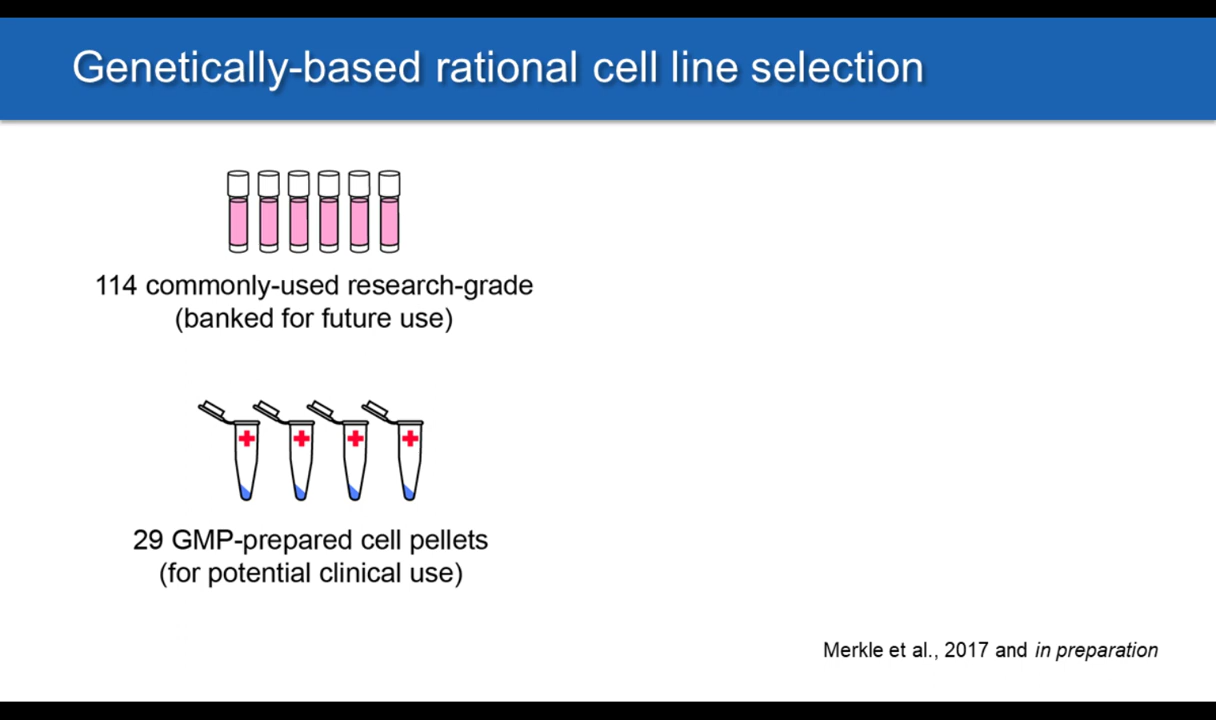 Genetically-based rational cell line selection
114 commonly-used research-grade
(banked for future use)
29 GMP-prepared cell pellets
(for potential clinical use)
Merkle et al., 2017 and in preparation